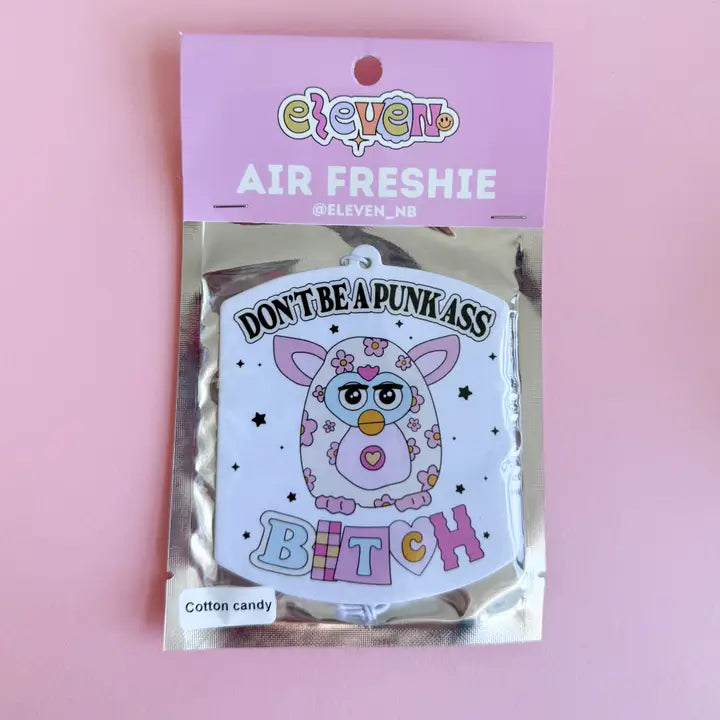 eleven
AIR FRESHIE
@ELEVEN_NB
DON'T BE A PUNK ASS
BITCH
Cotton candy